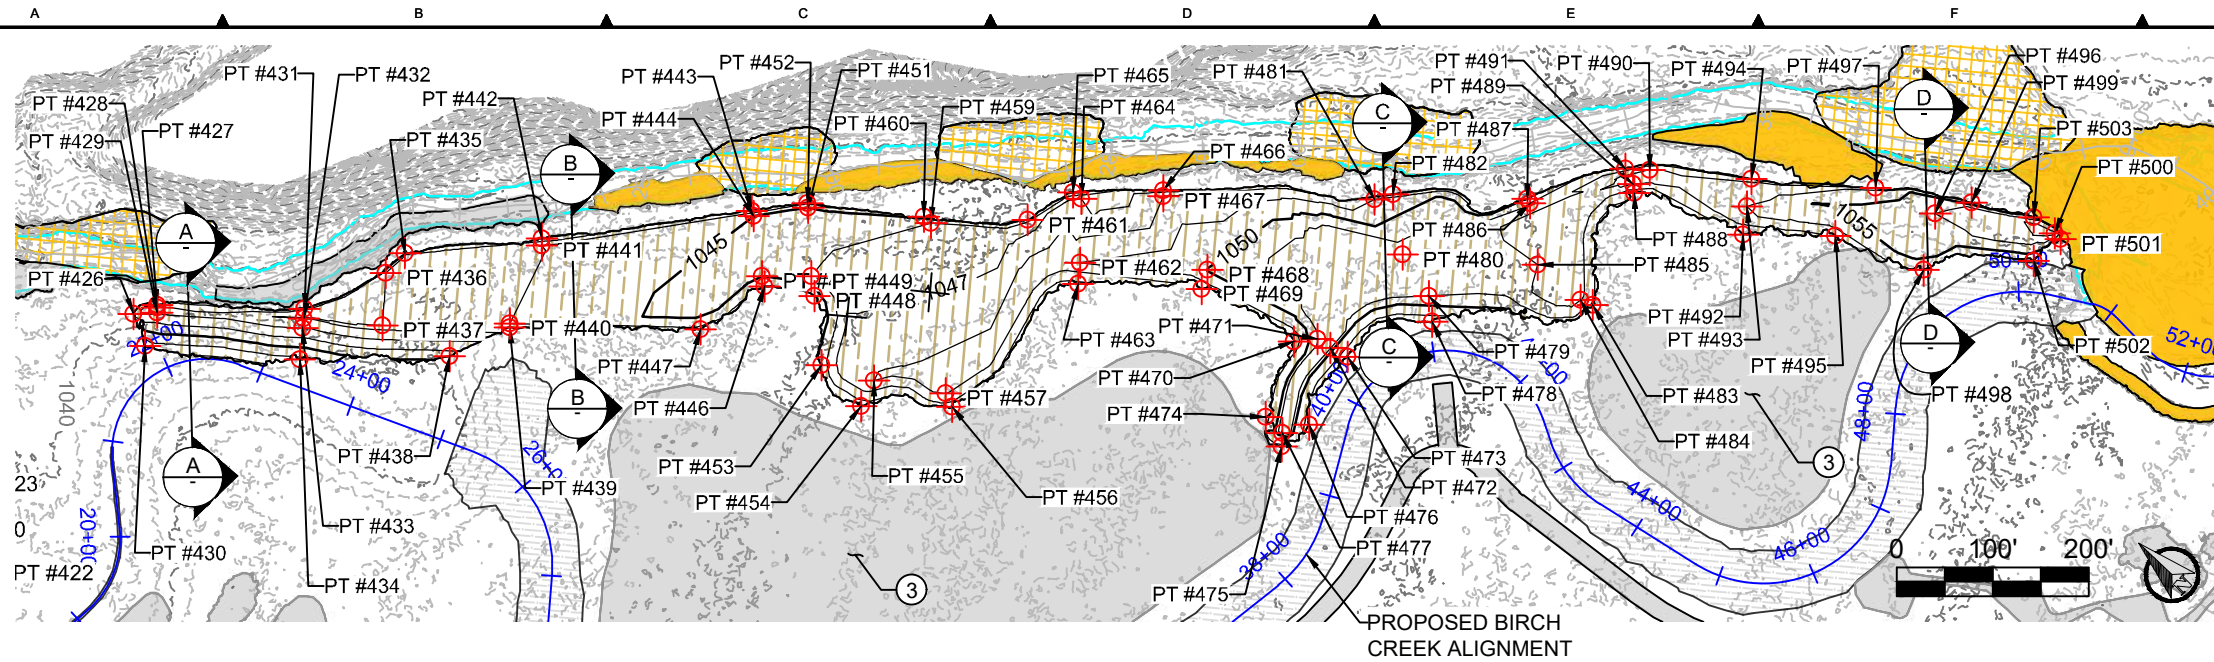 A B C D E F
PT #428
PT #429
PT #427
PT #431
PT #432
PT #442
PT #435
PT #443
PT #444
PT #452
PT #451
PT #460
PT #459
PT #465
PT #464
PT #466
PT #481
PT #491
PT #489
PT #490
PT #487
PT #482
PT #494
PT #497
PT #496
PT #499
PT #503
PT #500
PT #501
A
-
B
-
C
-
D
-
PT #426
PT #436
PT #441
1045
PT #449
PT #448
1047
PT #461
PT #462
PT #467
1050
PT #468
PT #469
PT #486
PT #480
PT #485
PT #488
1055
PT #492
PT #493
PT #495
50+00
52+0
PT #502
PT #498
PT #437
PT #440
PT #447
PT #446
PT #463
PT #471
PT #470
PT #474
PT #479
PT #478
PT #483
PT #484
24+00
1040
PT #438
26+0
PT #439
PT #453
PT #454
PT #455
PT #457
PT #456
40+00
PT #473
PT #472
PT #476
PT #477
PT #475
38+00
44+00
46+00
48+00
A
-
B
-
C
-
D
-
23
0
20+00
PT #422
PT #430
PT #433
PT #434
3
3
0 100' 200'
PROPOSED BIRCH
CREEK ALIGNMENT